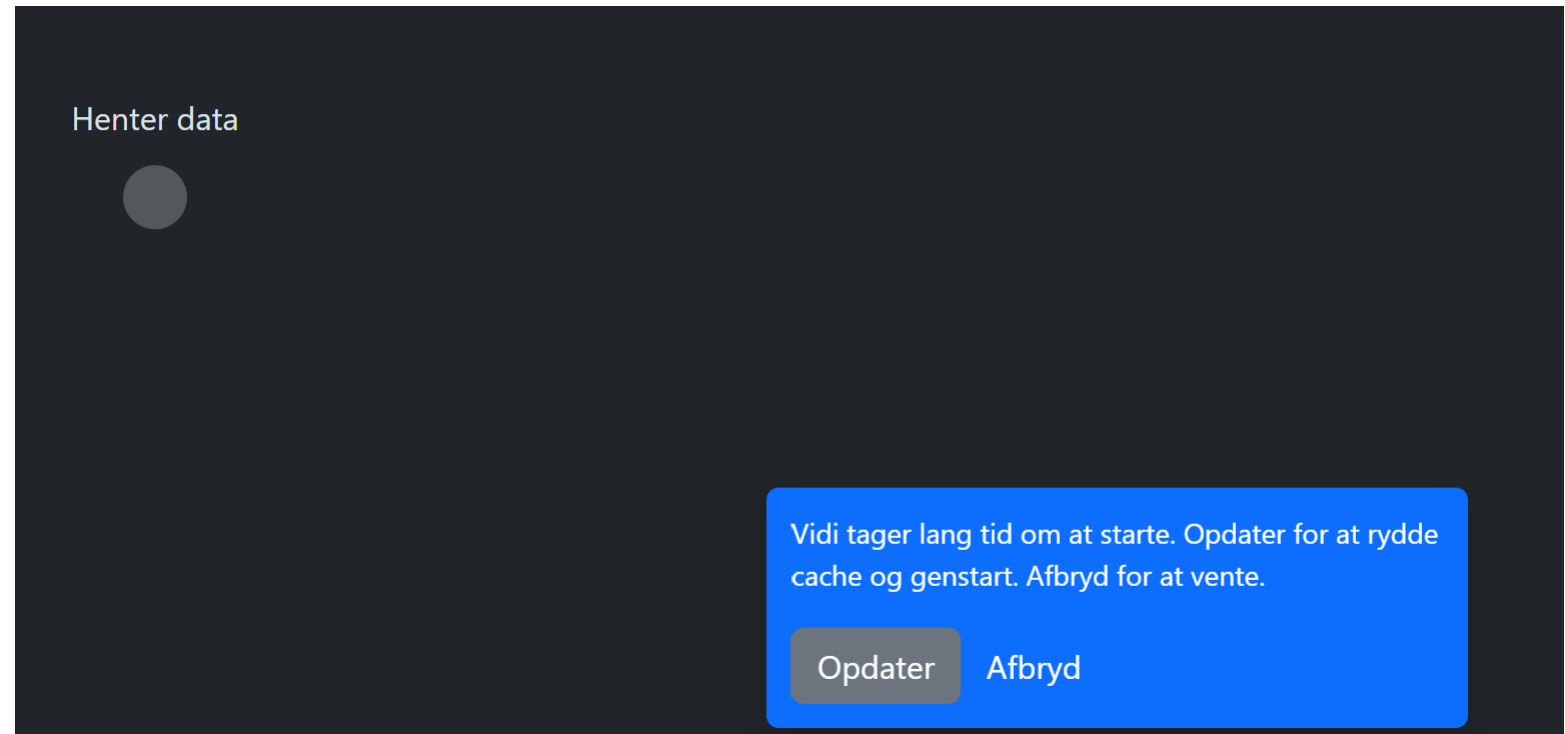 Henter data
Vidi tager lang tid om at starte. Opdater for at rydde
cache og genstart. Afbryd for at vente.
Opdater Afbryd